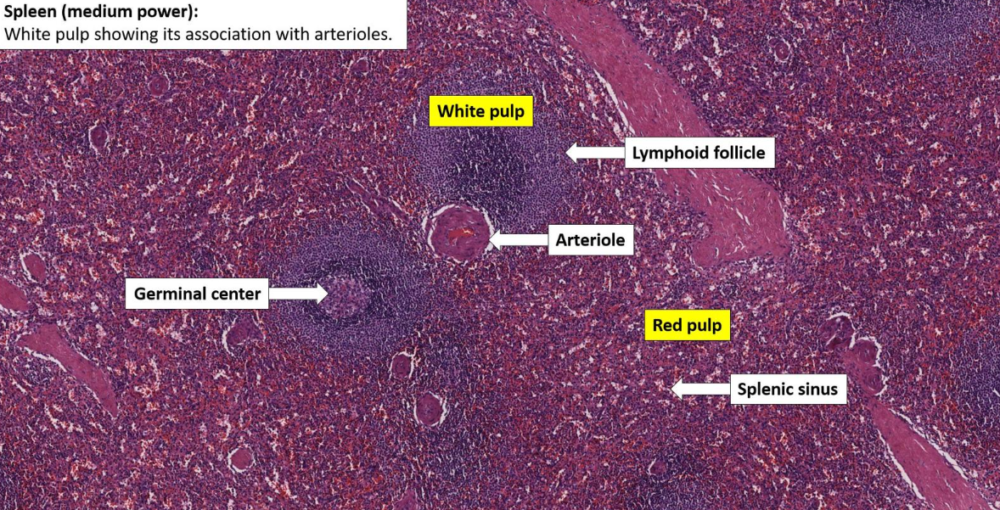 Spleen (medium power):
White pulp showing its association with arterioles.
White pulp
Lymphoid follicle
Arteriole
Germinal center
Red pulp
Splenic sinus